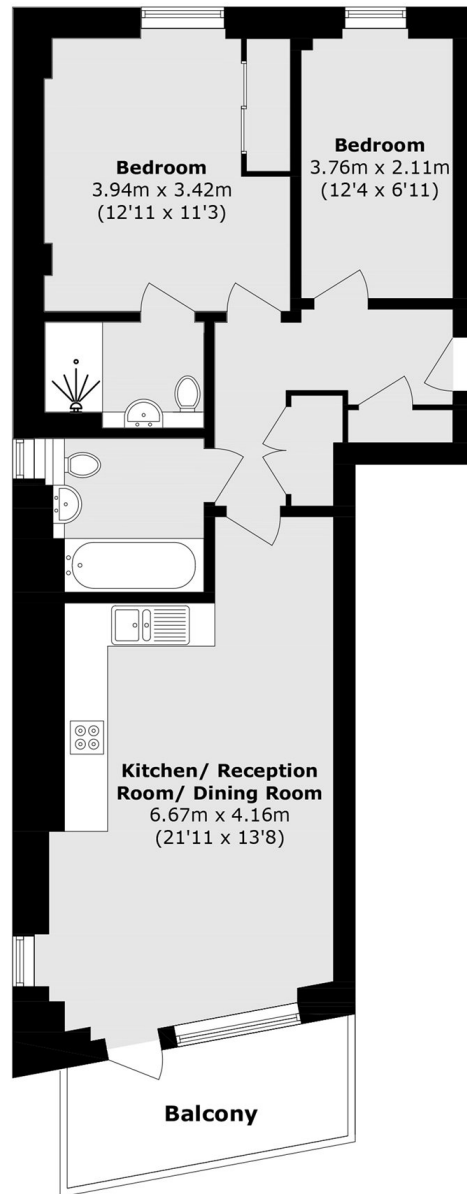 Bedroom
3.94m x 3.42m
(12'11 x 11'3)
Bedroom
3.76m x 2.11m
(12'4 x 6'11)
Kitchen/ Reception
Room/ Dining Room
6.67m x 4.16m
(21'11 x 13'8)
Balcony